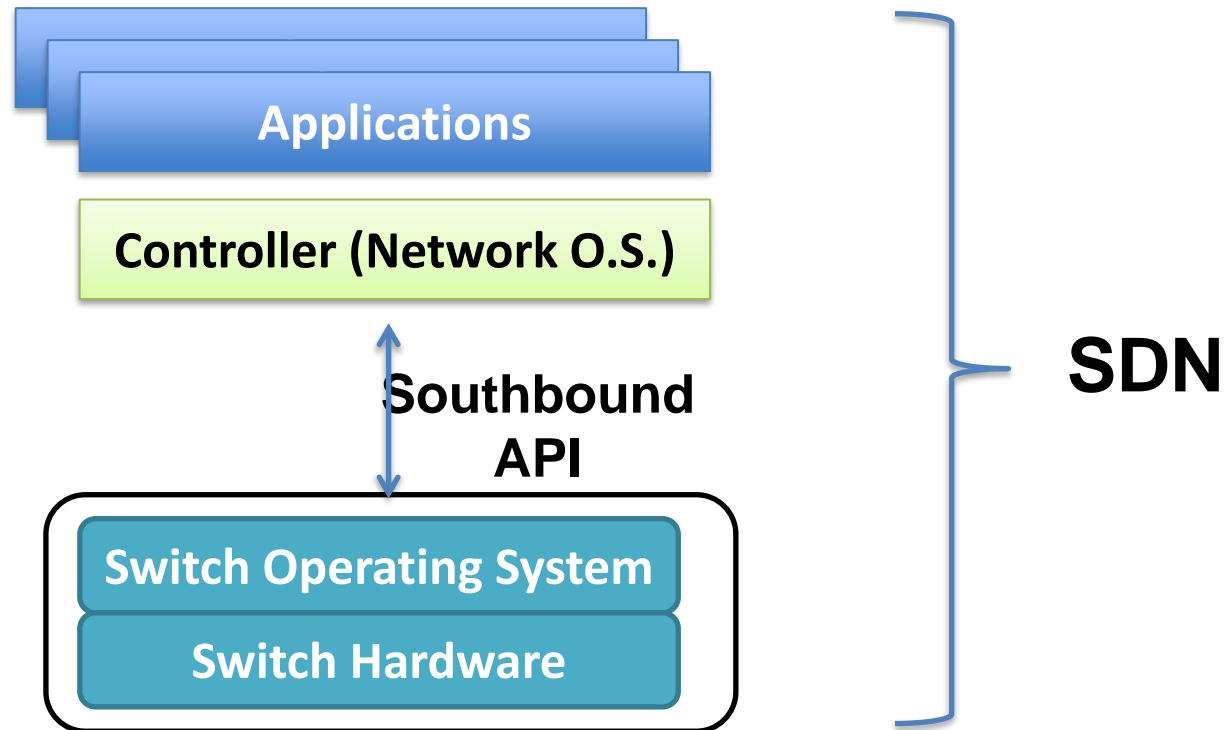 Applications
Controller (Network O.S.)
Southbound
API
SDN
Switch Operating System
Switch Hardware